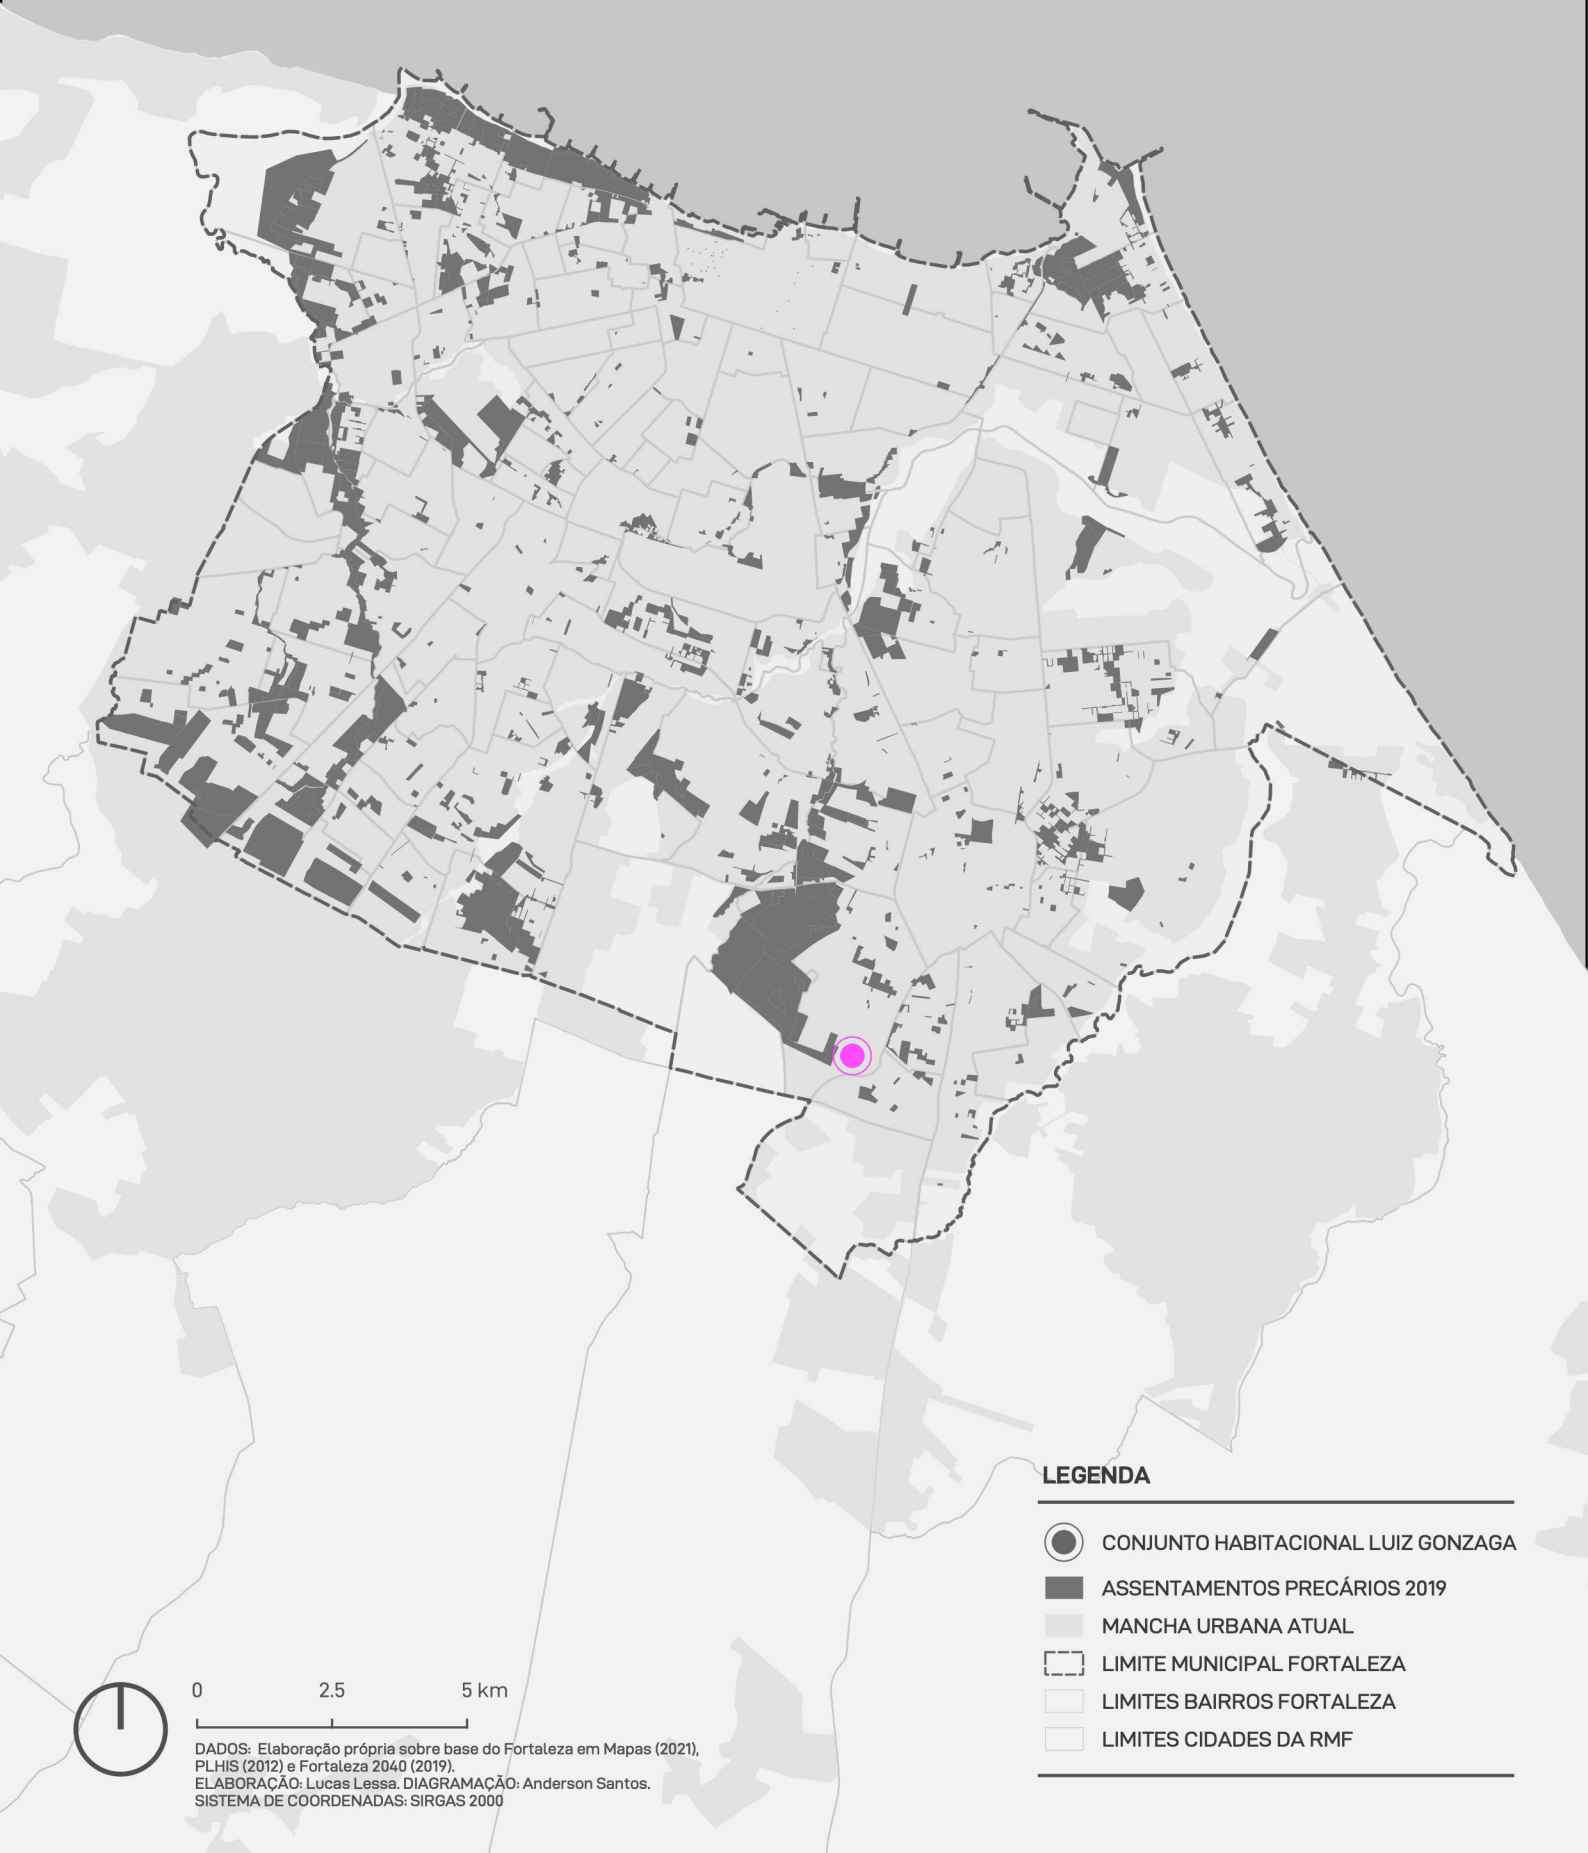 LEGENDA
CONJUNTO HABITACIONAL LUIZ GONZAGA
ASSENTAMENTOS PRECÁRIOS 2019
MANCHA URBANA ATUAL
LIMITE MUNICIPAL FORTALEZA
LIMITES BAIRROS FORTALEZA
LIMITES CIDADES DA RMF
0 2.5 5 km
DADOS: Elaboração própria sobre base do Fortaleza em Mapas (2021),
PLHIS (2012) e Fortaleza 2040 (2019).
ELABORAÇÃO: Lucas Lessa. DIAGRAMAÇÃO: Anderson Santos.
SISTEMA DE COORDENADAS: SIRGAS 2000